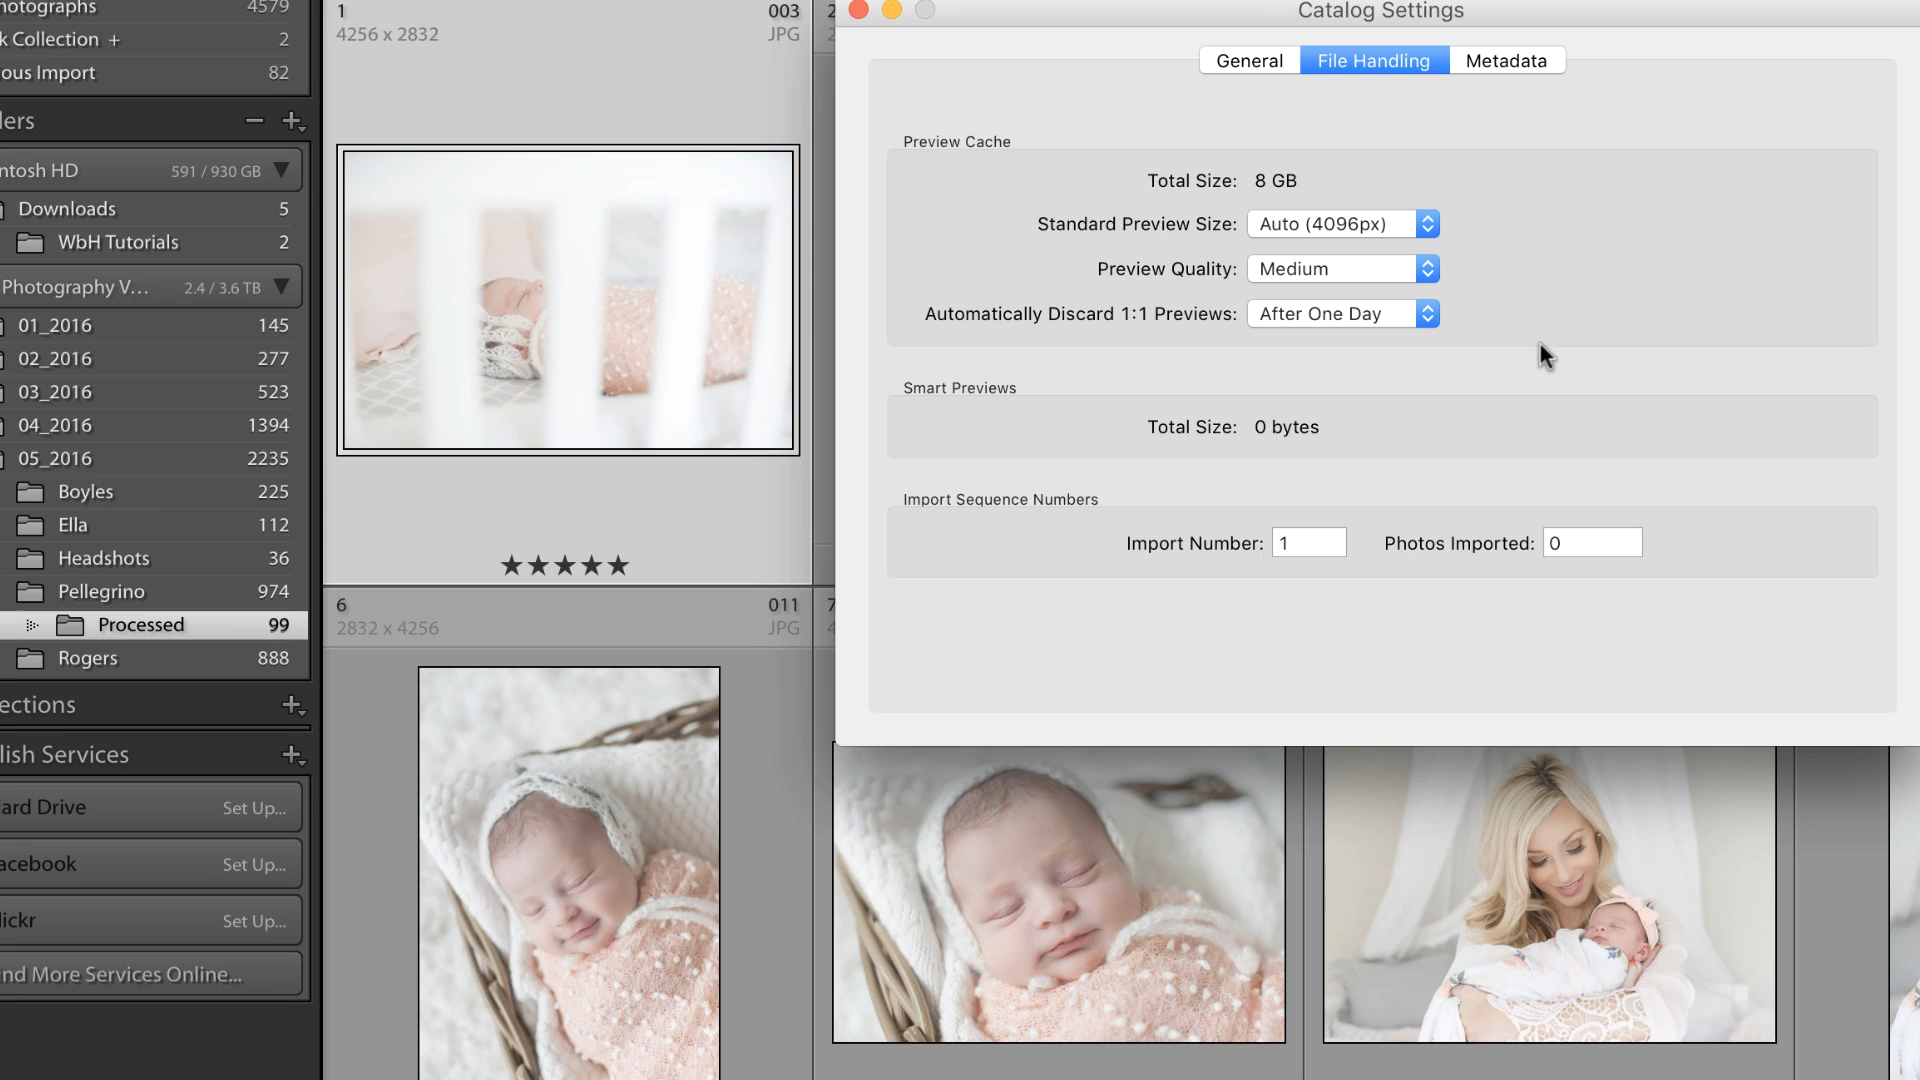 otographs 4579
k Collection + 2
ous Import 82
ders
ntosh HD 591 / 930 GB
Downloads 5
WbH Tutorials 2
Photography V... 2.4 / 3.6 TB
01_2016 145
02_2016 277
03_2016 523
04_2016 1394
05_2016 2235
Boyles 225
Ella 112
Headshots 36
Pellegrino 974
Processed 99
Rogers 888
ections
lish Services
ard Drive Set Up...
acebook Set Up...
lickr Set Up...
ind More Services Online...
1 003
4256 x 2832 JPG
★★★★★
6 011
2832 x 4256 JPG
2
7
Catalog Settings
General File Handling Metadata
Preview Cache
Total Size: 8 GB
Standard Preview Size: Auto (4096px)
Preview Quality: Medium
Automatically Discard 1:1 Previews: After One Day
Smart Previews
Total Size: 0 bytes
Import Sequence Numbers
Import Number: 1 Photos Imported: 0